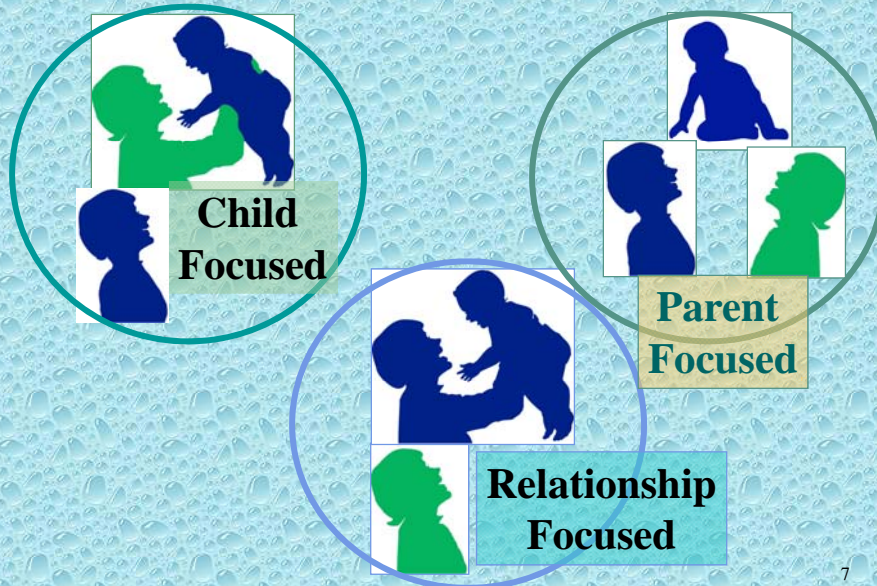 Child
Focused
Parent
Focused
Relationship
Focused
7